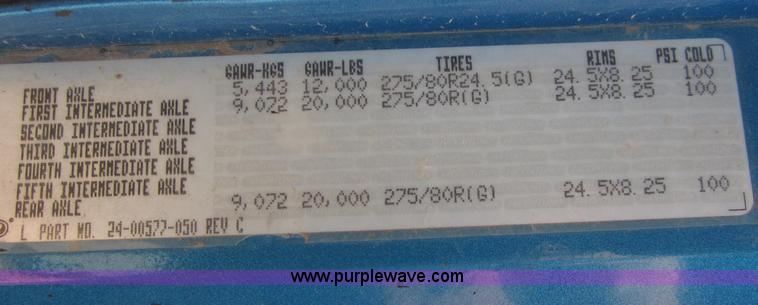 GAWR-KGS GAWR-LBS TIRES RIMS PSI COLD
FRONT AXLE 5,443 12,000 275/80R24.5(G) 24.5X8.25 100
FIRST INTERMEDIATE AXLE 9,072 20,000 275/80R(G) 24.5X8.25 100
SECOND INTERMEDIATE AXLE
THIRD INTERMEDIATE AXLE
FOURTH INTERMEDIATE AXLE
FIFTH INTERMEDIATE AXLE
REAR AXLE 9,072 20,000 275/80R(G) 24.5X8.25 100
L PART NO. 24-00577-050 REV C
www.purplewave.com